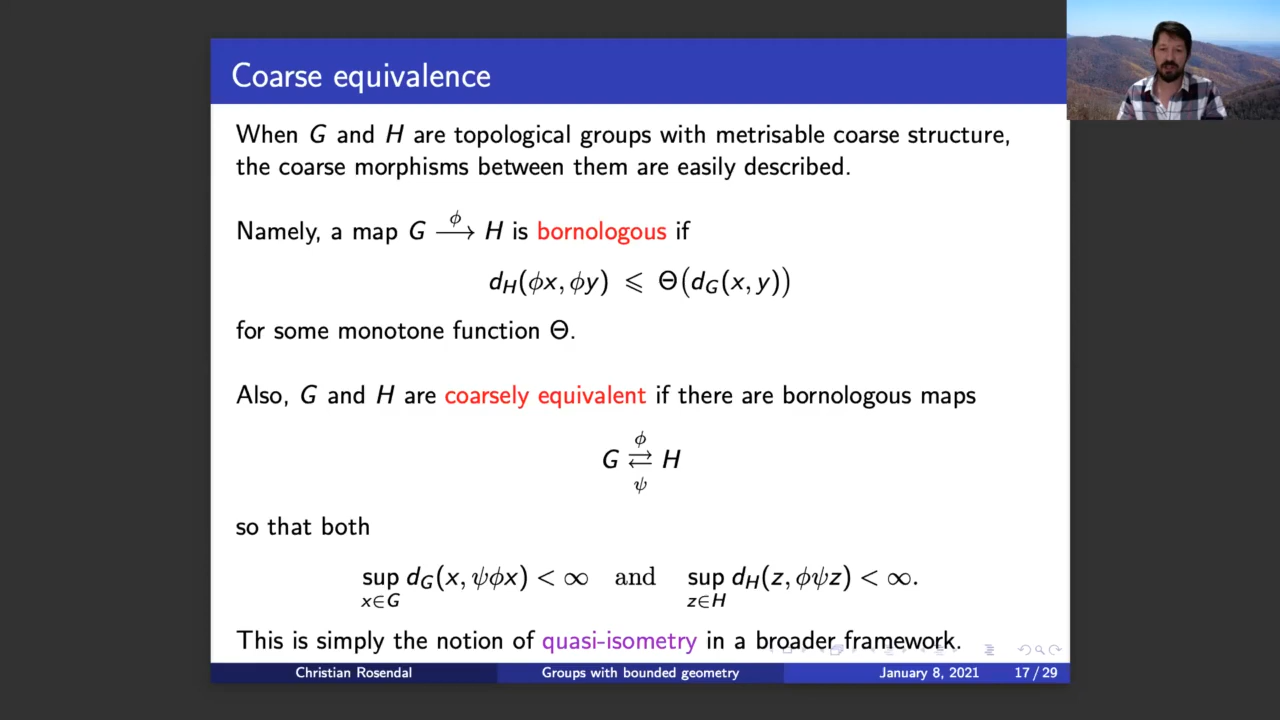 Coarse equivalence
When G and H are topological groups with metrisable coarse structure,
the coarse morphisms between them are easily described.
Namely, a map G —ϕ→ H is bornologous if
d_H(ϕx, ϕy) ⩽ Θ(d_G(x, y))
for some monotone function Θ.
Also, G and H are coarsely equivalent if there are bornologous maps
ϕ
G ⇄ H
ψ
so that both
sup_{x∈G} d_G(x, ψϕx) < ∞ and sup_{z∈H} d_H(z, ϕψz) < ∞.
This is simply the notion of quasi-isometry in a broader framework.
Christian Rosendal Groups with bounded geometry January 8, 2021 17 / 29